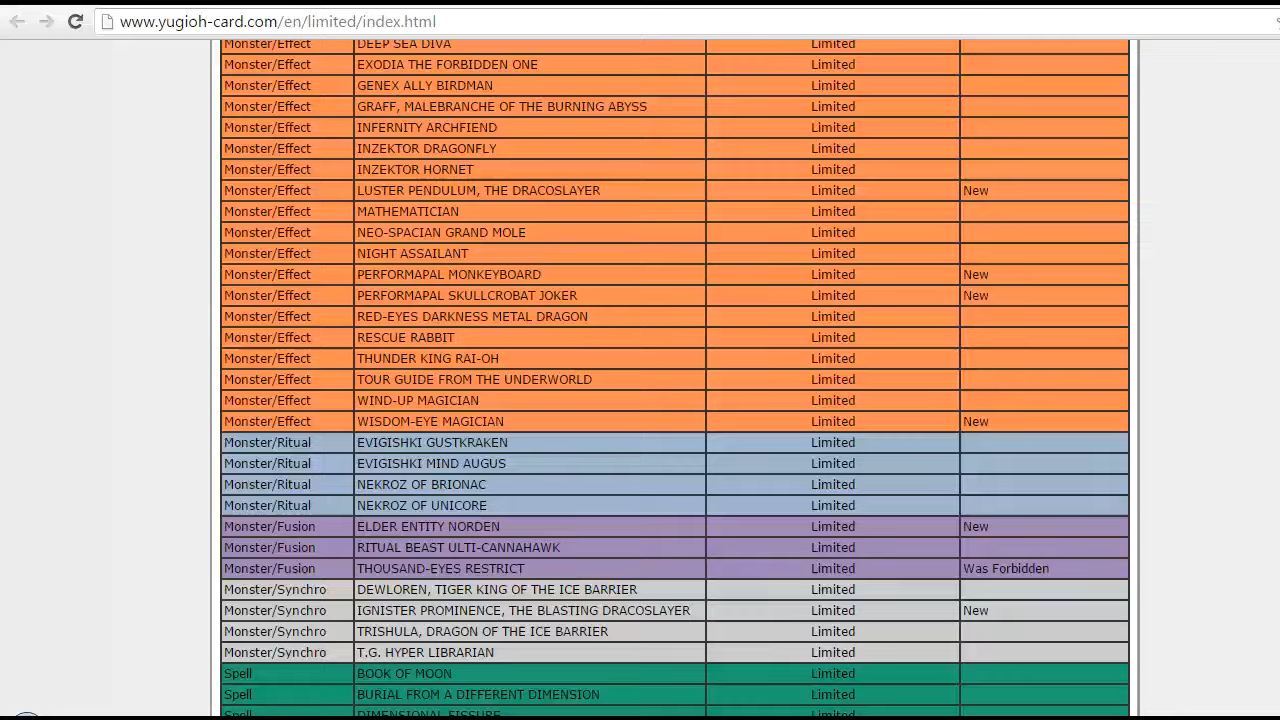 www.yugioh-card.com/en/limited/index.html
Monster/Effect DEEP SEA DIVA Limited
Monster/Effect EXODIA THE FORBIDDEN ONE Limited
Monster/Effect GENEX ALLY BIRDMAN Limited
Monster/Effect GRAFF, MALEBRANCHE OF THE BURNING ABYSS Limited
Monster/Effect INFERNITY ARCHFIEND Limited
Monster/Effect INZEKTOR DRAGONFLY Limited
Monster/Effect INZEKTOR HORNET Limited
Monster/Effect LUSTER PENDULUM, THE DRACOSLAYER Limited New
Monster/Effect MATHEMATICIAN Limited
Monster/Effect NEO-SPACIAN GRAND MOLE Limited
Monster/Effect NIGHT ASSAILANT Limited
Monster/Effect PERFORMAPAL MONKEYBOARD Limited New
Monster/Effect PERFORMAPAL SKULLCROBAT JOKER Limited New
Monster/Effect RED-EYES DARKNESS METAL DRAGON Limited
Monster/Effect RESCUE RABBIT Limited
Monster/Effect THUNDER KING RAI-OH Limited
Monster/Effect TOUR GUIDE FROM THE UNDERWORLD Limited
Monster/Effect WIND-UP MAGICIAN Limited
Monster/Effect WISDOM-EYE MAGICIAN Limited New
Monster/Ritual EVIGISHKI GUSTKRAKEN Limited
Monster/Ritual EVIGISHKI MIND AUGUS Limited
Monster/Ritual NEKROZ OF BRIONAC Limited
Monster/Ritual NEKROZ OF UNICORE Limited
Monster/Fusion ELDER ENTITY NORDEN Limited New
Monster/Fusion RITUAL BEAST ULTI-CANNAHAWK Limited
Monster/Fusion THOUSAND-EYES RESTRICT Limited Was Forbidden
Monster/Synchro DEWLOREN, TIGER KING OF THE ICE BARRIER Limited
Monster/Synchro IGNISTER PROMINENCE, THE BLASTING DRACOSLAYER Limited New
Monster/Synchro TRISHULA, DRAGON OF THE ICE BARRIER Limited
Monster/Synchro T.G. HYPER LIBRARIAN Limited
Spell BOOK OF MOON Limited
Spell BURIAL FROM A DIFFERENT DIMENSION Limited
Spell DIMENSIONAL FISSURE Limited